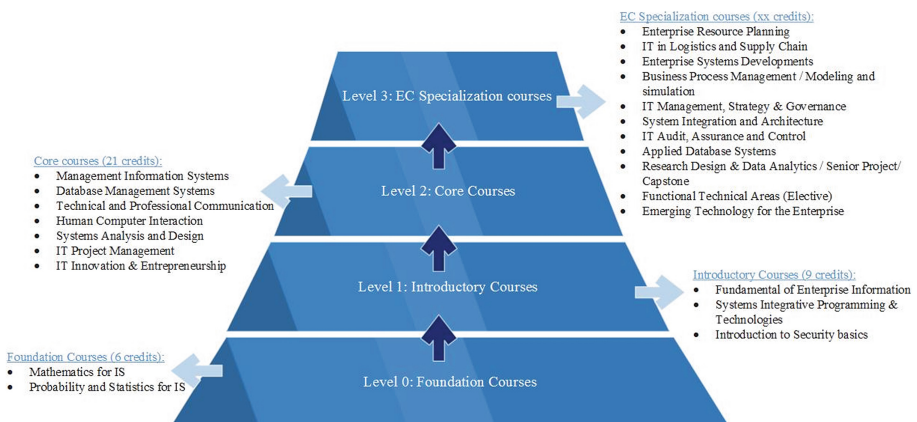 EC Specialization courses (xx credits):
• Enterprise Resource Planning
• IT in Logistics and Supply Chain
• Enterprise Systems Developments
• Business Process Management / Modeling and
simulation
• IT Management, Strategy & Governance
• System Integration and Architecture
• IT Audit, Assurance and Control
• Applied Database Systems
• Research Design & Data Analytics / Senior Project/
Capstone
• Functional Technical Areas (Elective)
• Emerging Technology for the Enterprise
Level 3: EC Specialization courses
Core courses (21 credits):
• Management Information Systems
• Database Management Systems
• Technical and Professional Communication
• Human Computer Interaction
• Systems Analysis and Design
• IT Project Management
• IT Innovation & Entrepreneurship
Level 2: Core Courses
Level 1: Introductory Courses
Introductory Courses (9 credits):
• Fundamental of Enterprise Information
• Systems Integrative Programming &
Technologies
• Introduction to Security basics
Foundation Courses (6 credits):
• Mathematics for IS
• Probability and Statistics for IS
Level 0: Foundation Courses